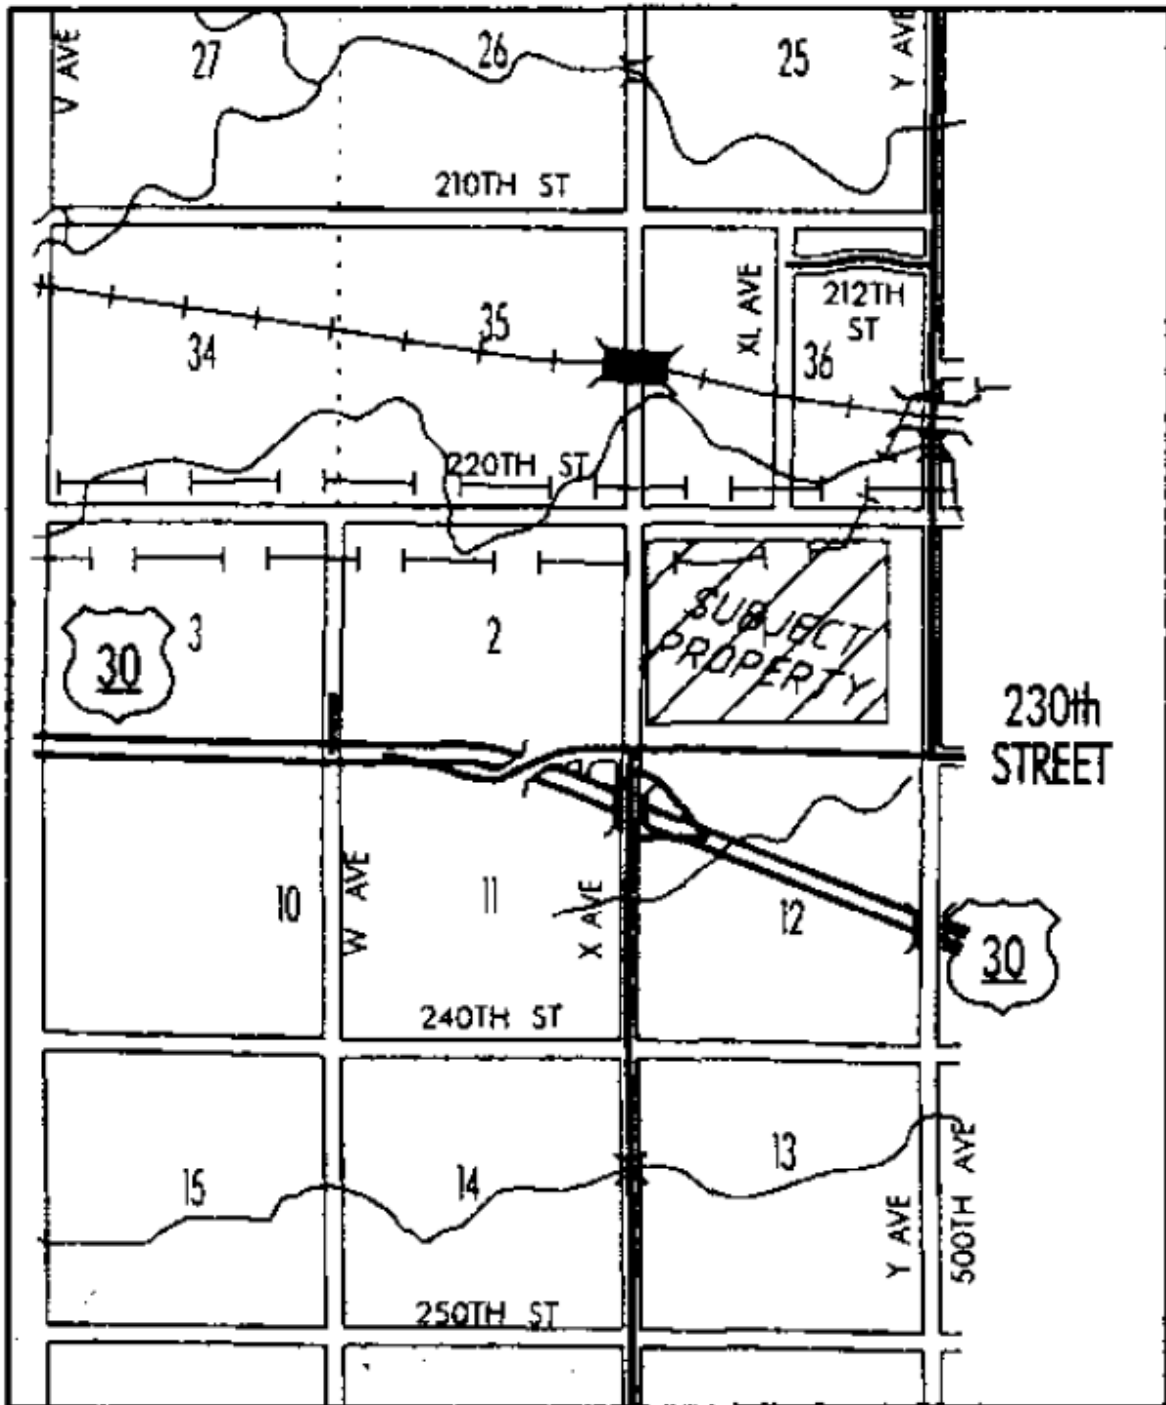 V AVE
27
26
25
Y AVE
210TH ST
XL AVE
212TH
ST
34
35
36
220TH ST
3
2
SUBJECT
PROPERTY
30
230th
STREET
10
W AVE
11
X AVE
12
30
240TH ST
15
14
13
Y AVE
500TH AVE
250TH ST